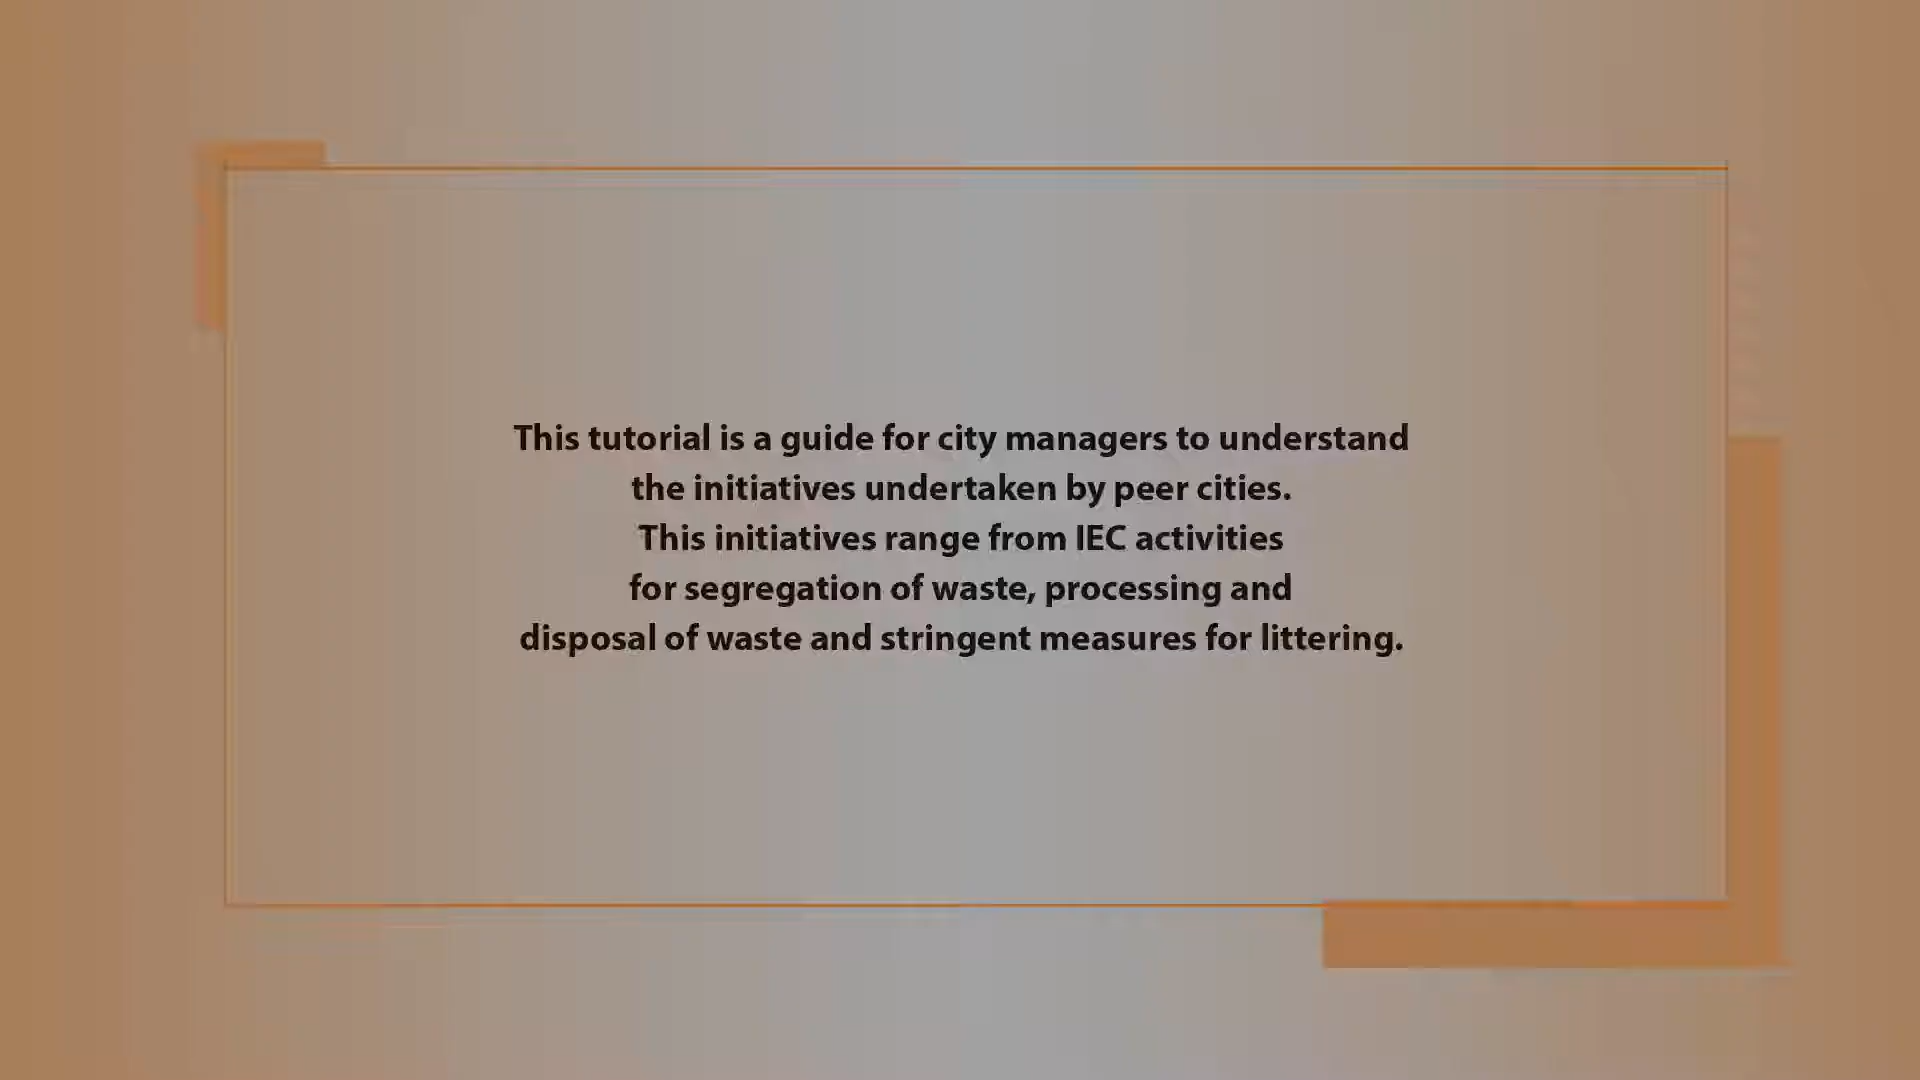 This tutorial is a guide for city managers to understand
the initiatives undertaken by peer cities.
This initiatives range from IEC activities
for segregation of waste, processing and
disposal of waste and stringent measures for littering.